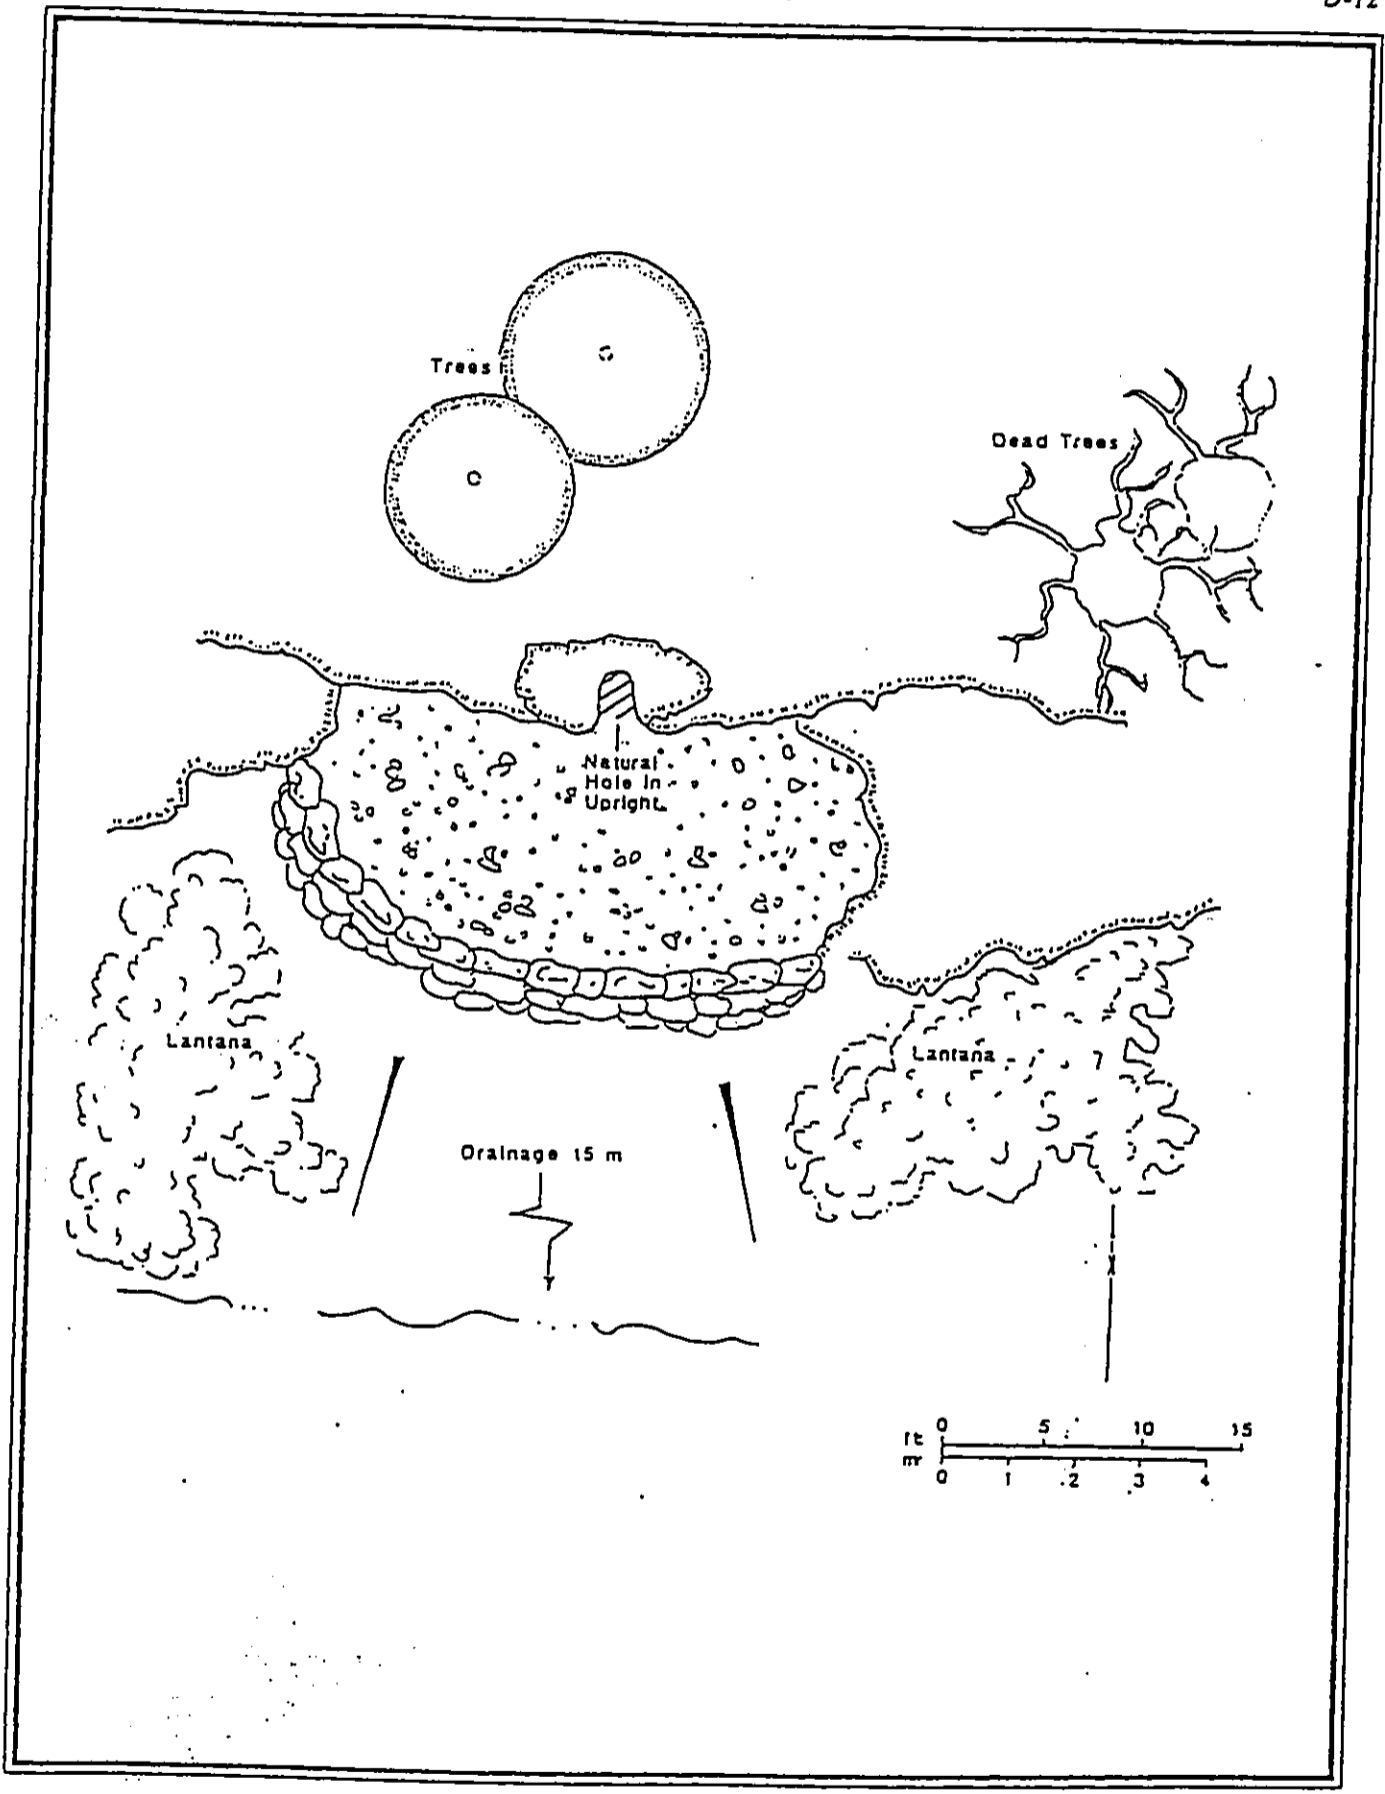 D-12
Trees
Dead Trees
Natural
Hole In
Upright
Lantana
Lantana
Drainage 15 m
ft 0 5 10 15
m 0 1 2 3 4